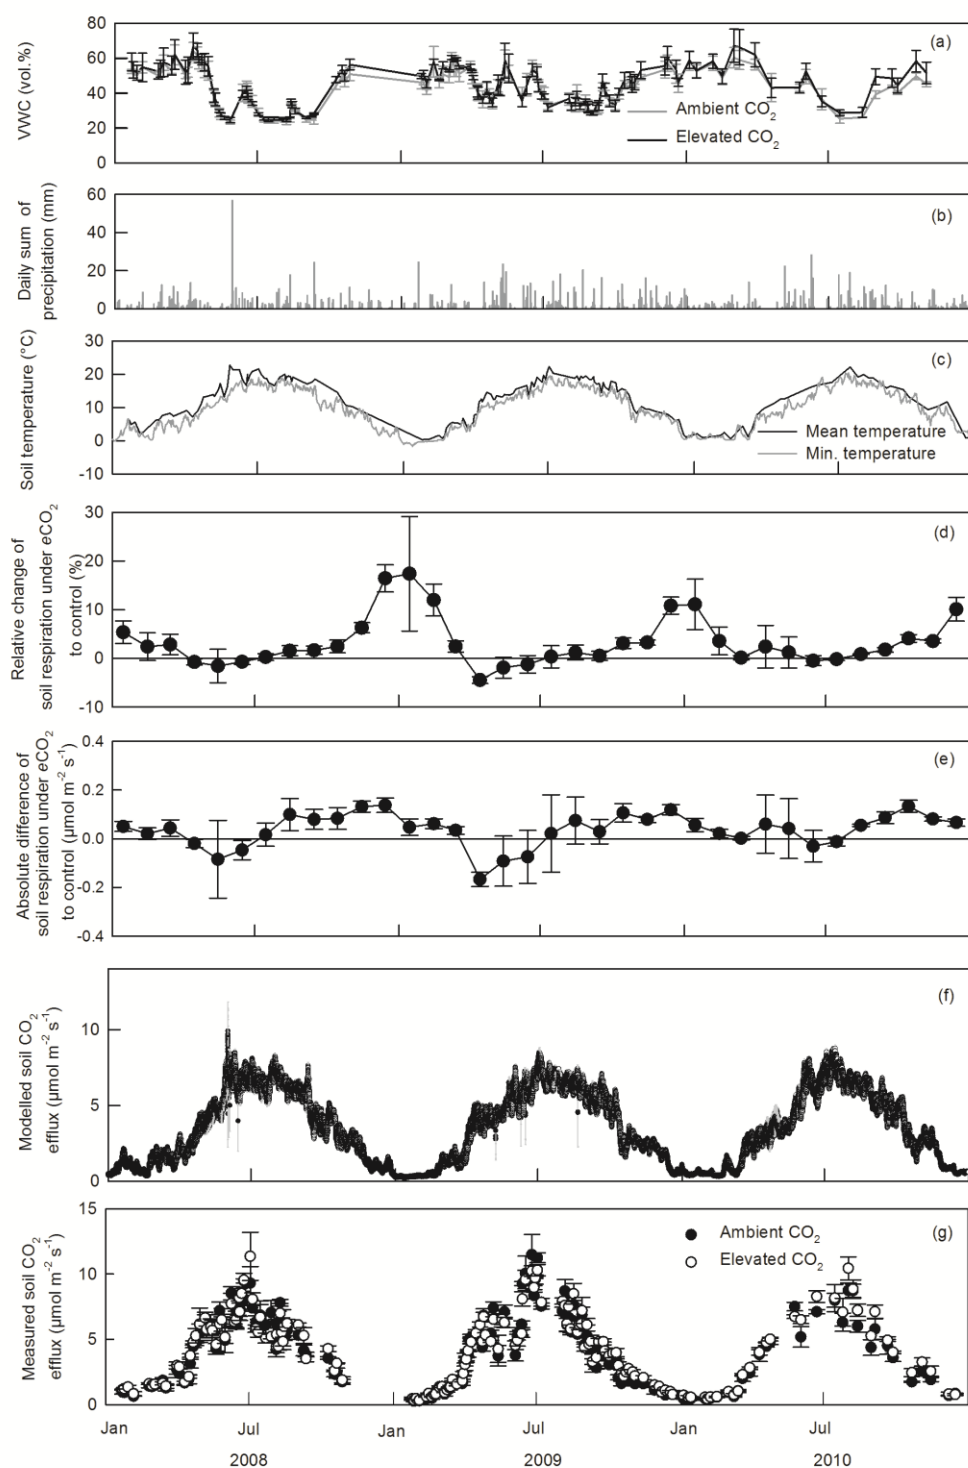 VWC (vol.%)
80
60
40
20
0
(a)
Ambient CO₂
Elevated CO₂
Daily sum of
precipitation (mm)
60
40
20
0
(b)
Soil temperature (°C)
30
20
10
0
-10
(c)
Mean temperature
Min. temperature
Relative change of
soil respiration under eCO₂
to control (%)
30
20
10
0
-10
(d)
Absolute difference of
soil respiration under eCO₂
to control (µmol m⁻² s⁻¹)
0.4
0.2
0.0
-0.2
-0.4
(e)
Modelled soil CO₂
efflux (µmol m⁻² s⁻¹)
10
5
0
(f)
Measured soil CO₂
efflux (µmol m⁻² s⁻¹)
15
10
5
0
(g)
Ambient CO₂
Elevated CO₂
Jan Jul Jan Jul Jan Jul
2008 2009 2010